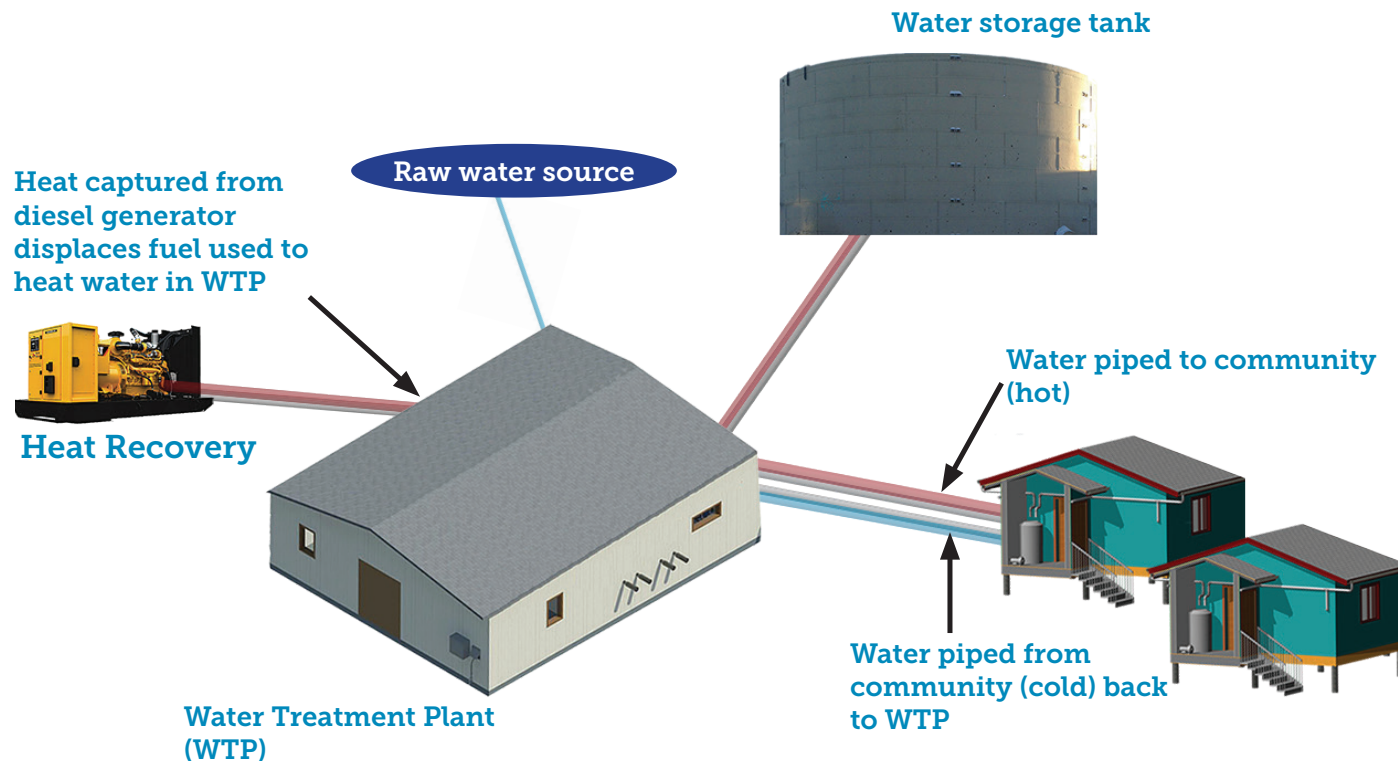 Water storage tank
Raw water source
Heat captured from
diesel generator
displaces fuel used to
heat water in WTP
Heat Recovery
Water piped to community
(hot)
Water piped from
community (cold) back
to WTP
Water Treatment Plant
(WTP)